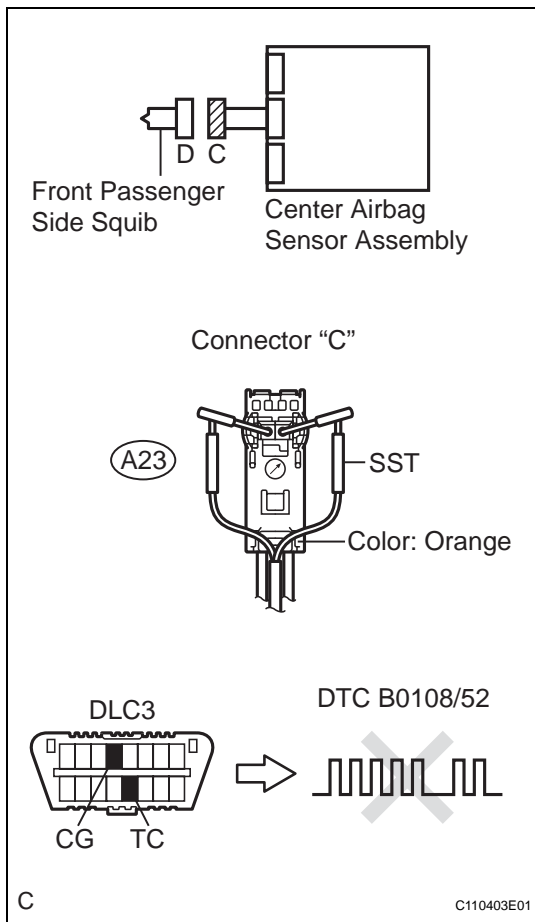 D C
Front Passenger
Side Squib
Center Airbag
Sensor Assembly
Connector “C”
A23
SST
Color: Orange
DLC3
DTC B0108/52
CG TC
C
C110403E01